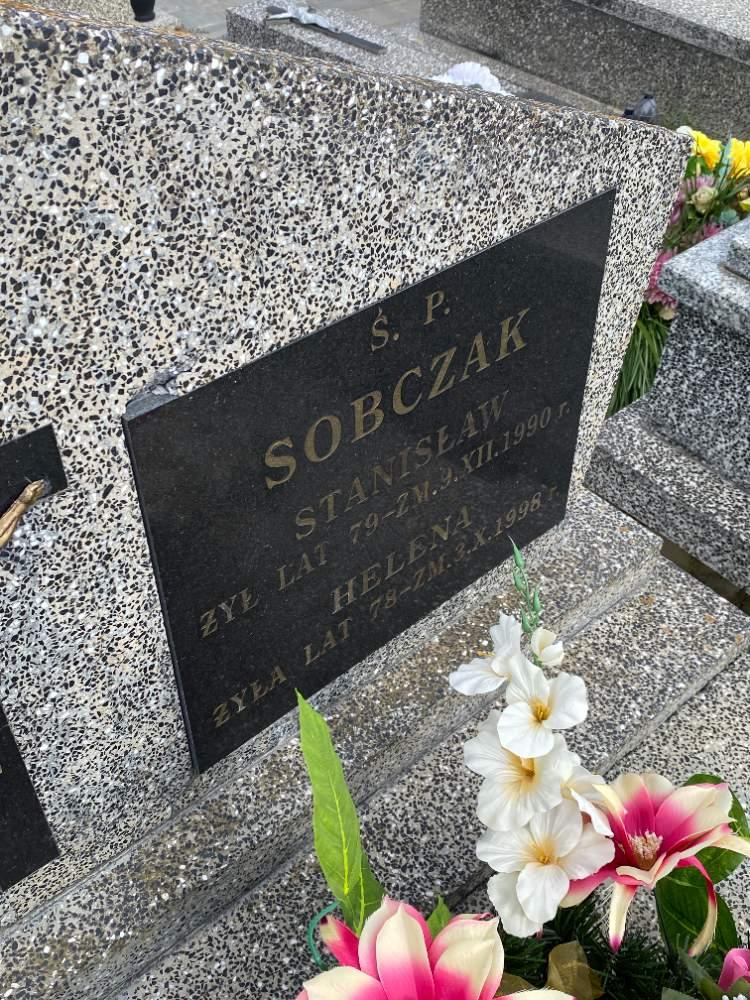 Ś. P.
SOBCZAK
STANISŁAW
ŻYŁ LAT 79-ZM.9.XII.1990 r.
HELENA
ŻYŁA LAT 78-ZM.3.X.1998 r.